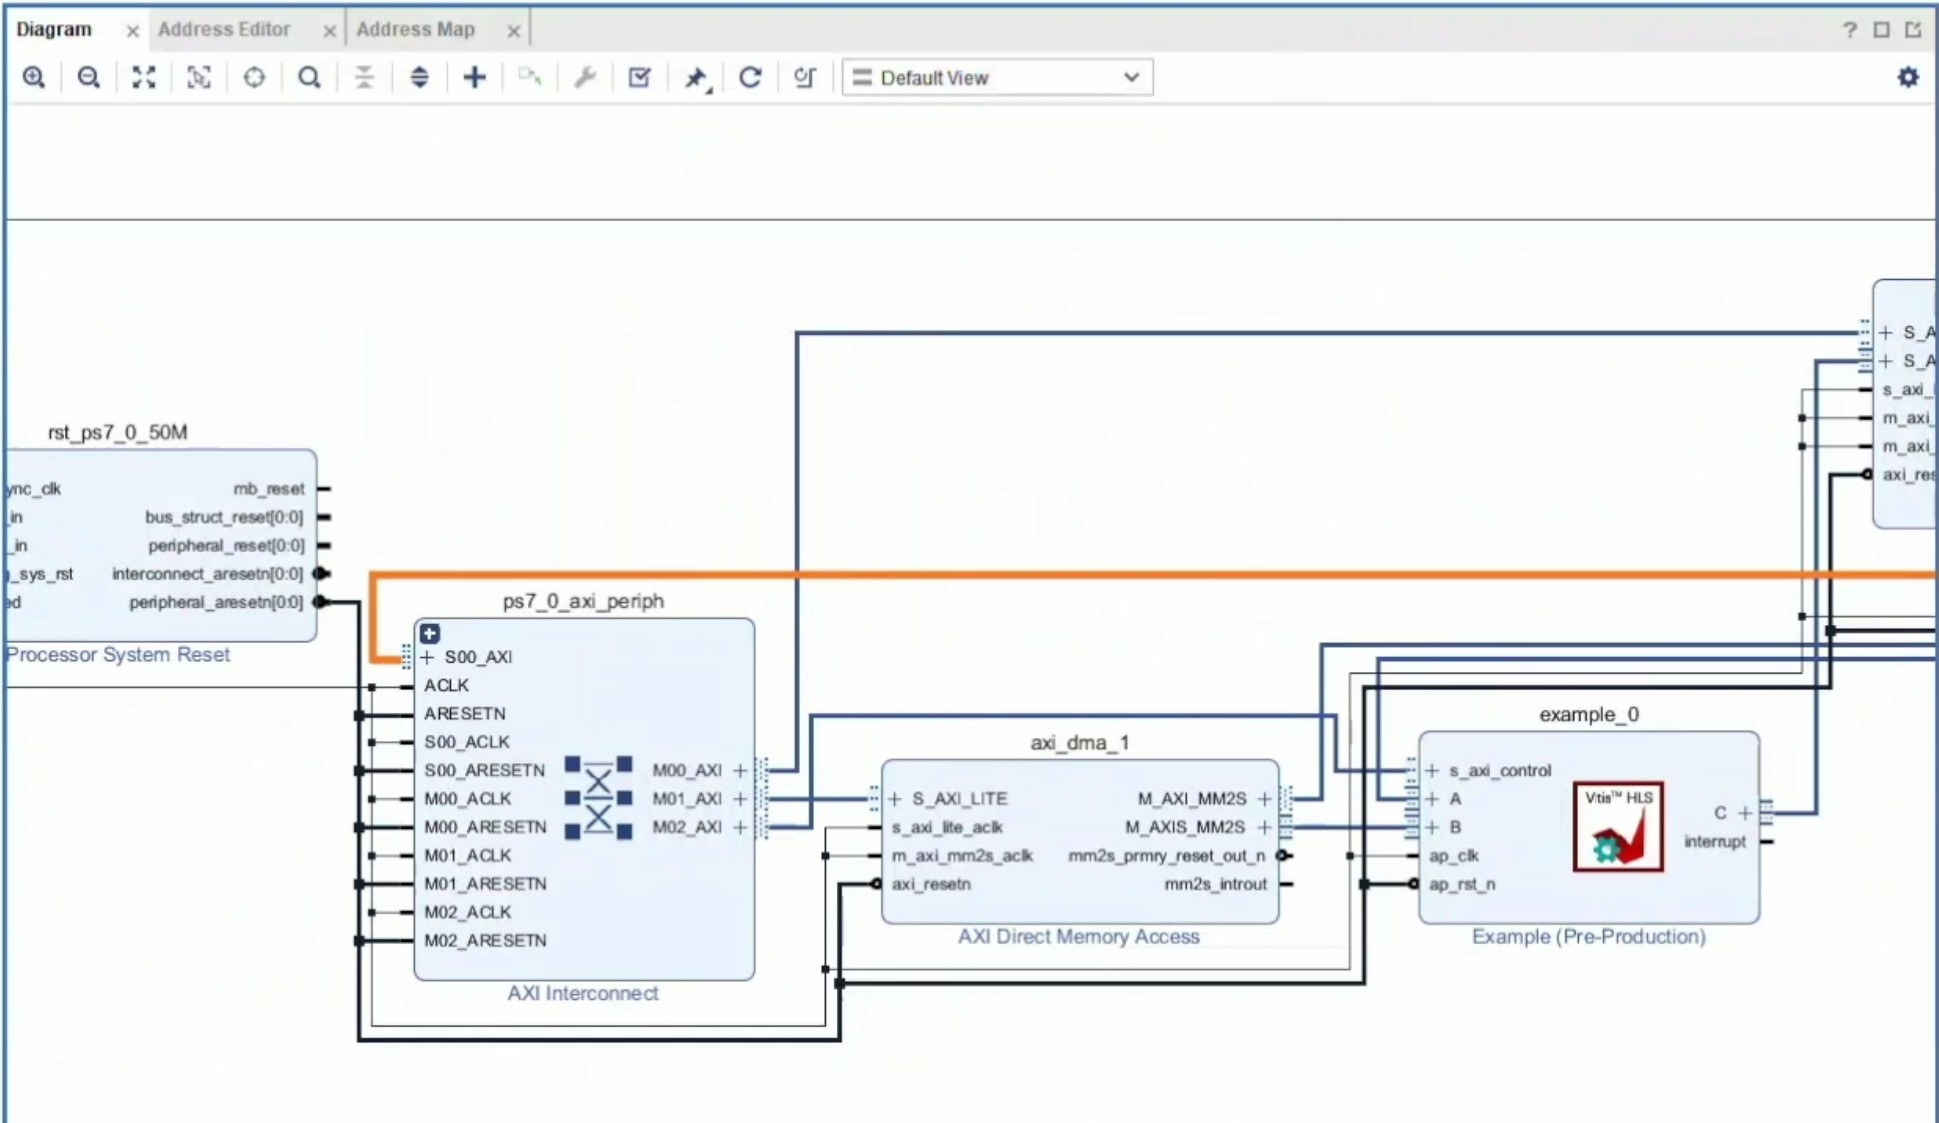 Diagram
Address Editor
Address Map
?
Default View
S_A
S_A
s_axi_
m_axi_
m_axi_
axi_res
rst_ps7_0_50M
ync_clk
_in
_in
_sys_rst
ed
mb_reset
bus_struct_reset[0:0]
peripheral_reset[0:0]
interconnect_aresetn[0:0]
peripheral_aresetn[0:0]
Processor System Reset
ps7_0_axi_periph
S00_AXI
ACLK
ARESETN
S00_ACLK
S00_ARESETN
M00_ACLK
M00_ARESETN
M01_ACLK
M01_ARESETN
M02_ACLK
M02_ARESETN
M00_AXI
M01_AXI
M02_AXI
AXI Interconnect
axi_dma_1
S_AXI_LITE
s_axi_lite_aclk
m_axi_mm2s_aclk
axi_resetn
M_AXI_MM2S
M_AXIS_MM2S
mm2s_prmry_reset_out_n
mm2s_introut
AXI Direct Memory Access
example_0
s_axi_control
A
B
ap_clk
ap_rst_n
Vitis™ HLS
C
interrupt
Example (Pre-Production)